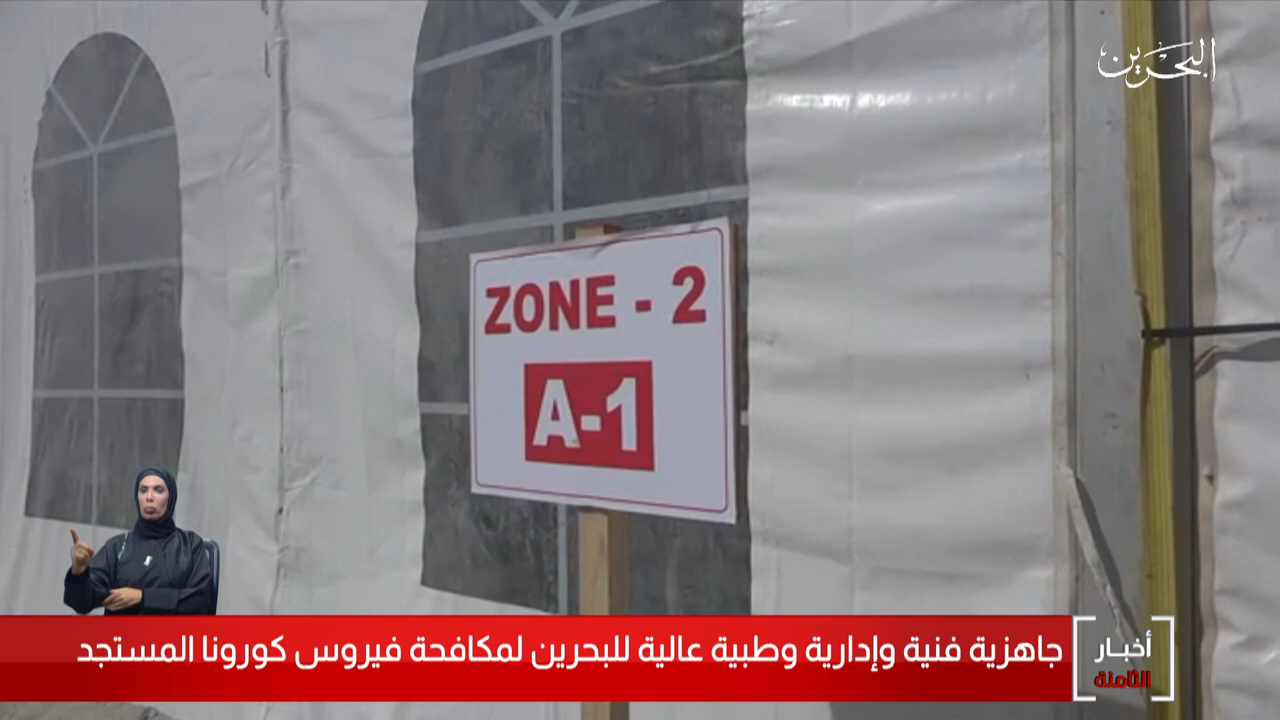 البحرين
ZONE - 2
A-1
جاهزية فنية وإدارية وطبية عالية للبحرين لمكافحة فيروس كورونا المستجد
أخبار
الثامنة